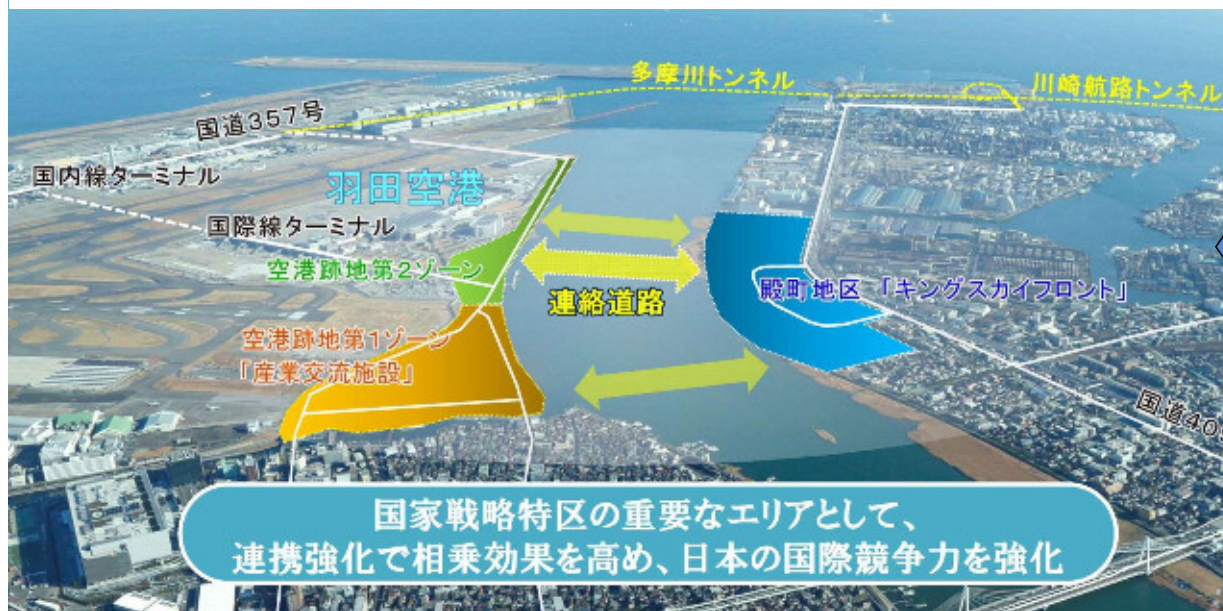 多摩川トンネル
川崎航路トンネル
国道357号
国内線ターミナル
羽田空港
国際線ターミナル
空港跡地第2ゾーン
連絡道路
殿町地区 「キングスカイフロント」
空港跡地第1ゾーン
「産業交流施設」
国道40
国家戦略特区の重要なエリアとして、
連携強化で相乗効果を高め、日本の国際競争力を強化